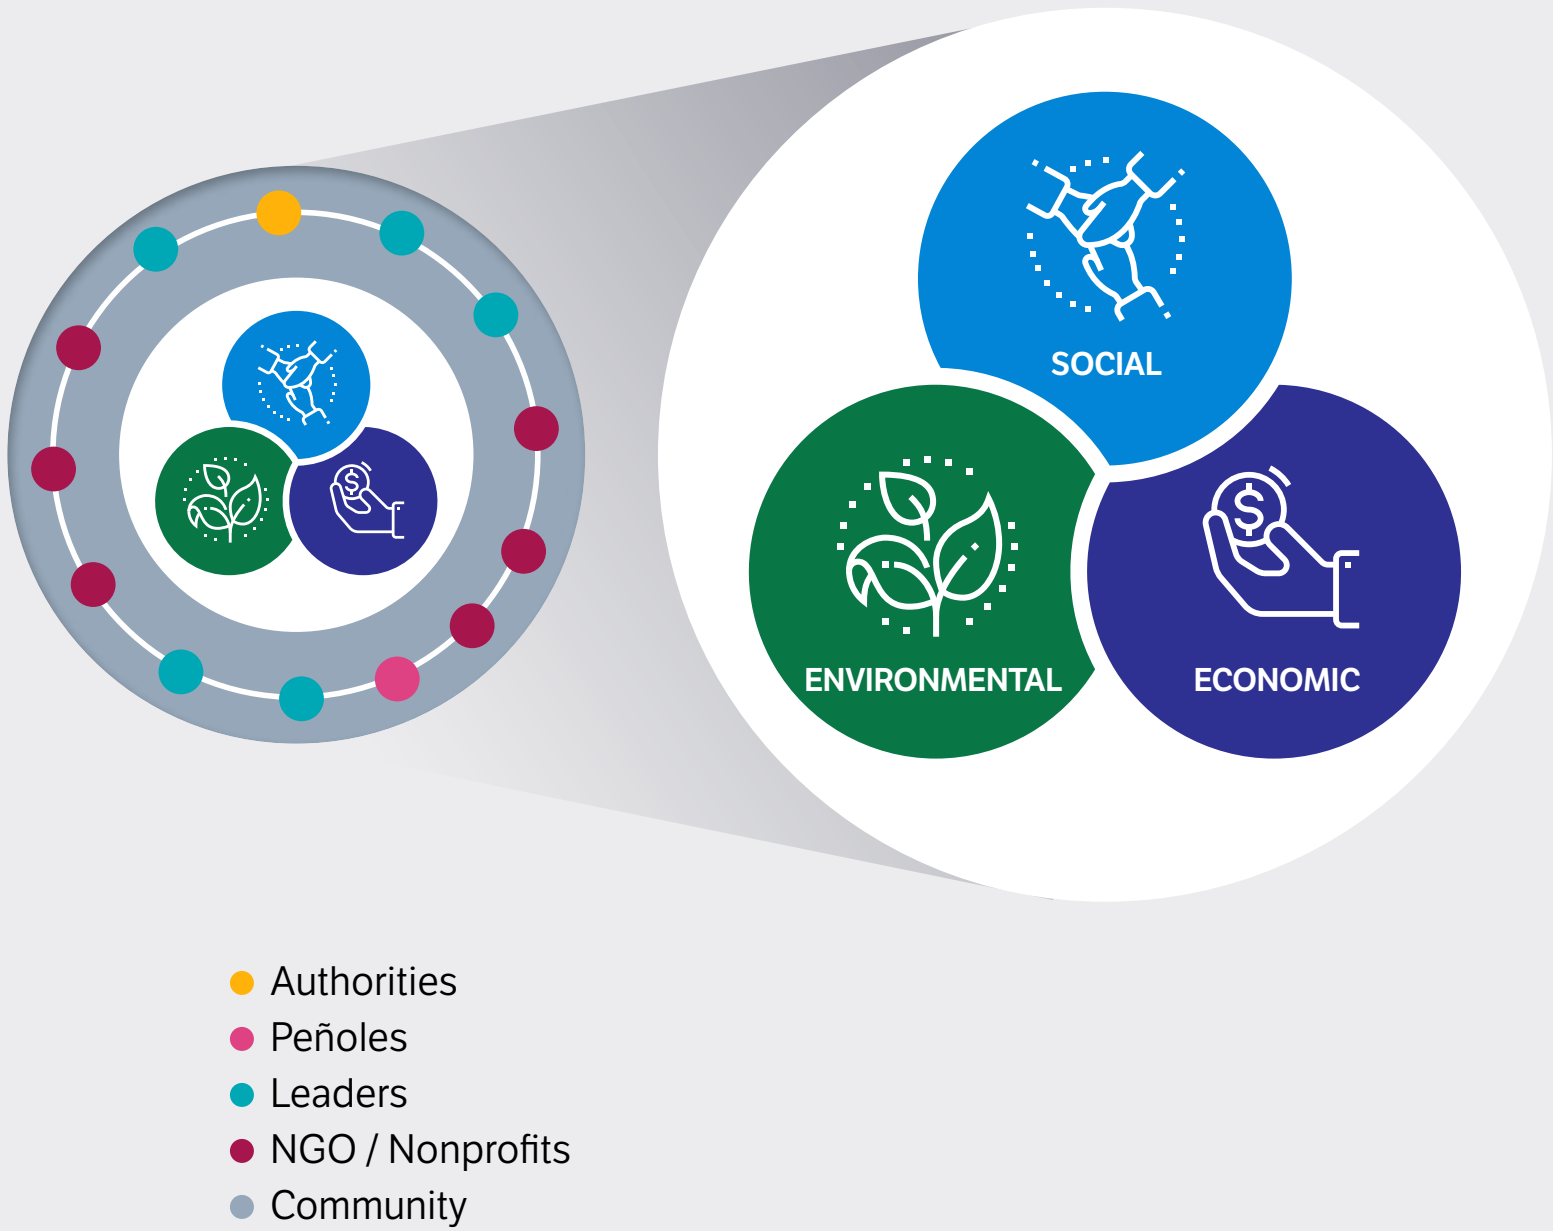 SOCIAL
ENVIRONMENTAL
ECONOMIC
Authorities
Peñoles
Leaders
NGO / Nonprofits
Community